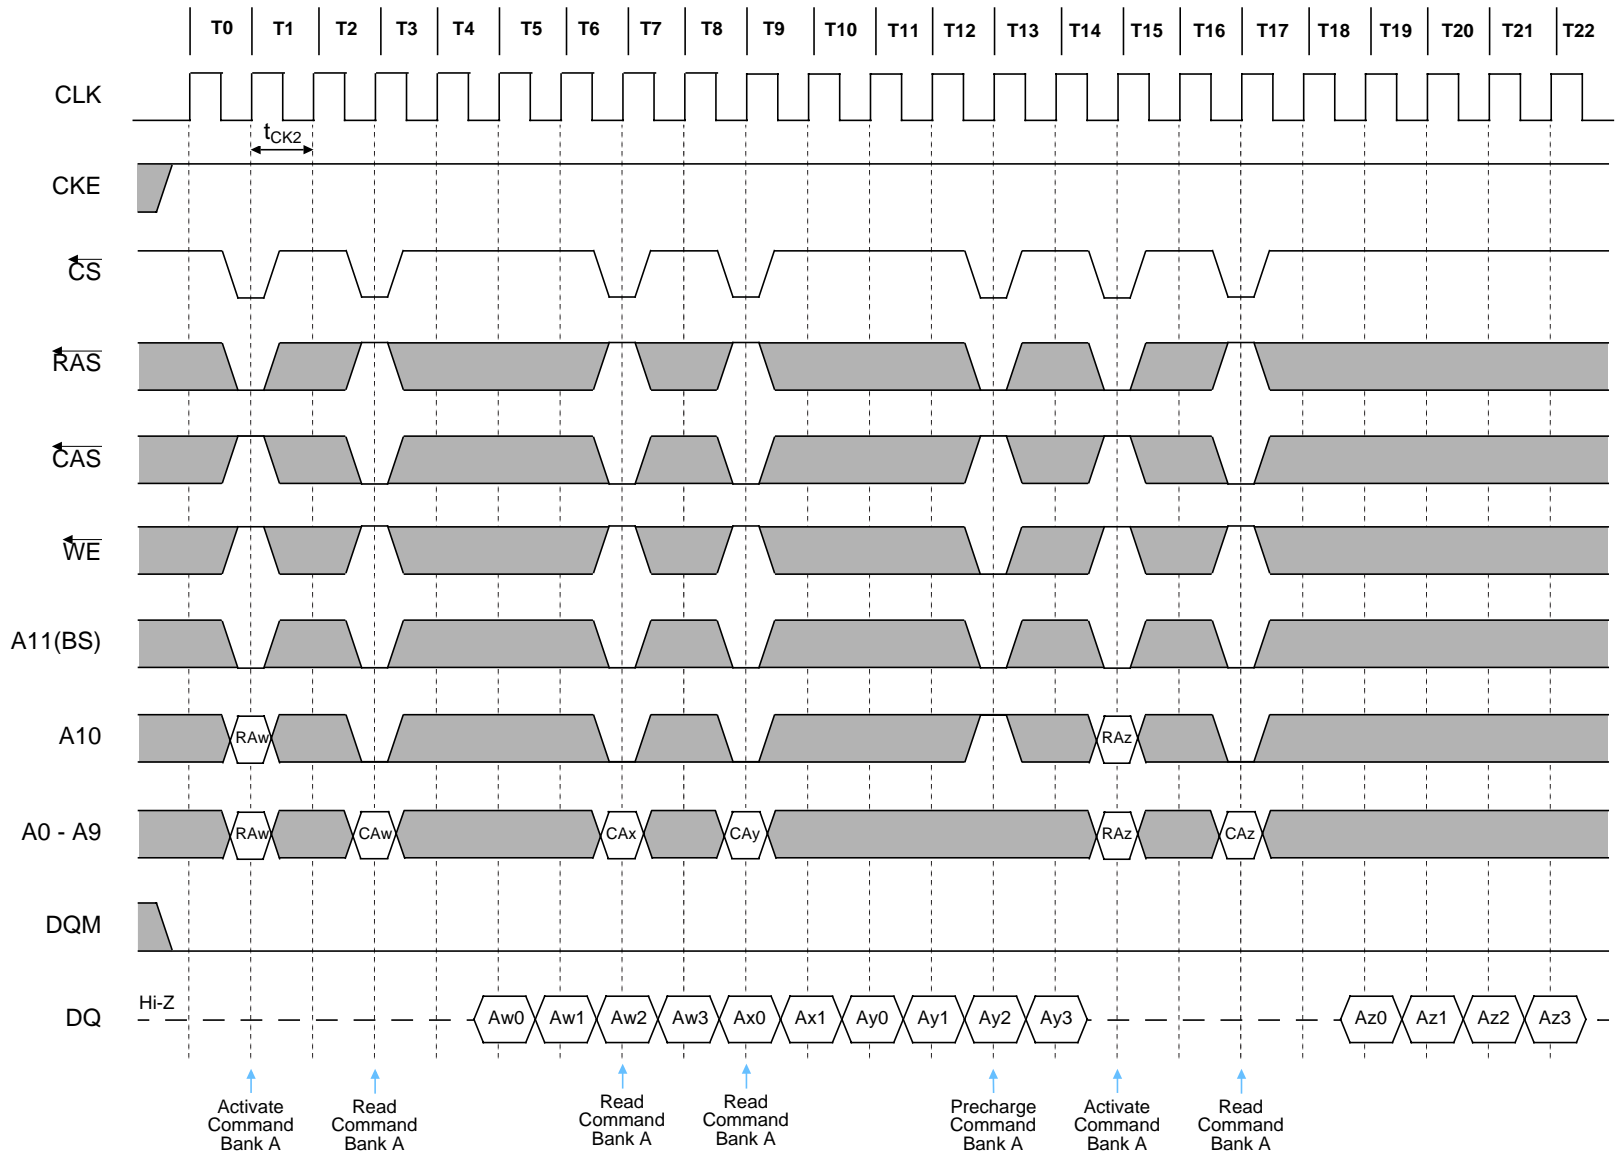 T0 T1 T2 T3 T4 T5 T6 T7 T8 T9 T10 T11 T12 T13 T14 T15 T16 T17 T18 T19 T20 T21 T22
CLK
tCK2
CKE
CS
RAS
CAS
WE
A11(BS)
A10 RAw RAz
A0 - A9 RAw CAw CAx CAy RAz CAz
DQM
Hi-Z
DQ Aw0 Aw1 Aw2 Aw3 Ax0 Ax1 Ay0 Ay1 Ay2 Ay3 Az0 Az1 Az2 Az3
Activate
Command
Bank A
Read
Command
Bank A
Read
Command
Bank A
Read
Command
Bank A
Precharge
Command
Bank A
Activate
Command
Bank A
Read
Command
Bank A